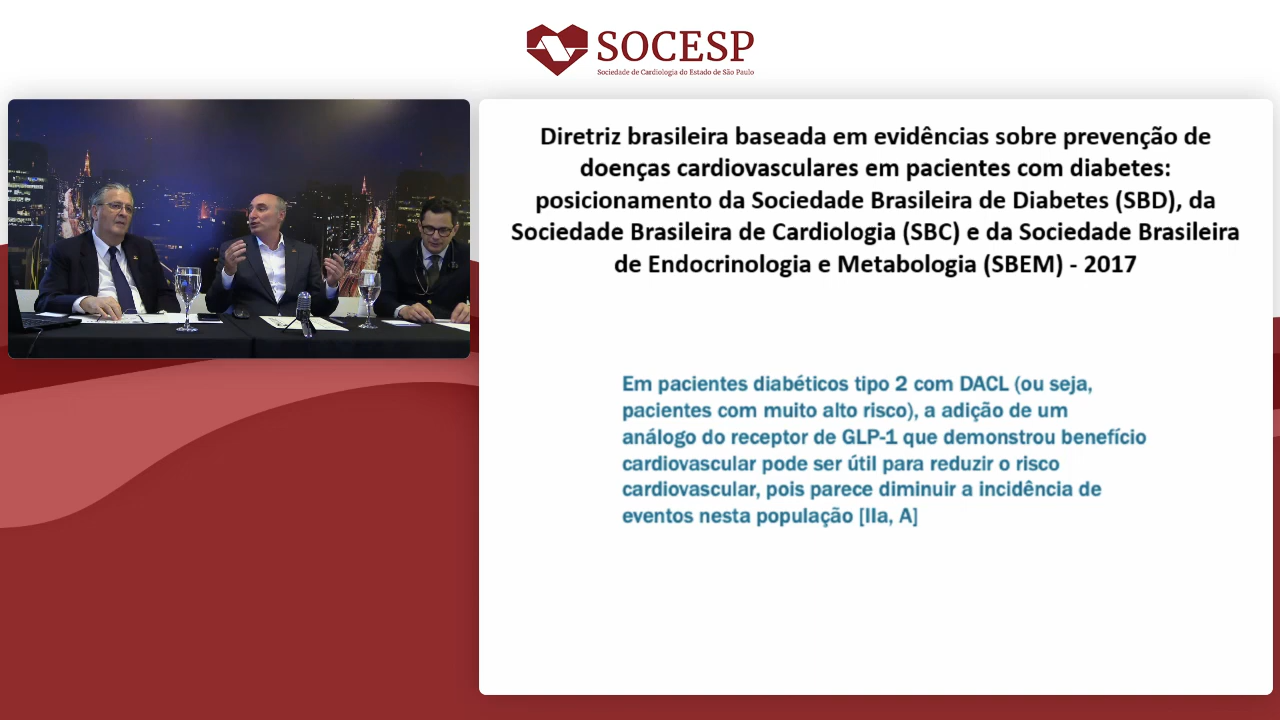 SOCESP
Sociedade de Cardiologia do Estado de São Paulo
Diretriz brasileira baseada em evidências sobre prevenção de
doenças cardiovasculares em pacientes com diabetes:
posicionamento da Sociedade Brasileira de Diabetes (SBD), da
Sociedade Brasileira de Cardiologia (SBC) e da Sociedade Brasileira
de Endocrinologia e Metabologia (SBEM) - 2017
Em pacientes diabéticos tipo 2 com DACL (ou seja,
pacientes com muito alto risco), a adição de um
análogo do receptor de GLP-1 que demonstrou benefício
cardiovascular pode ser útil para reduzir o risco
cardiovascular, pois parece diminuir a incidência de
eventos nesta população [IIa, A]